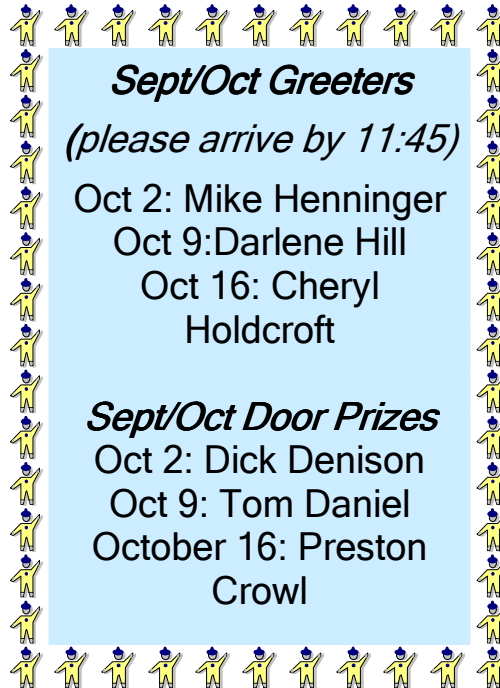 Sept/Oct Greeters
(please arrive by 11:45)
Oct 2: Mike Henninger
Oct 9:Darlene Hill
Oct 16: Cheryl
Holdcroft
Sept/Oct Door Prizes
Oct 2: Dick Denison
Oct 9: Tom Daniel
October 16: Preston
Crowl